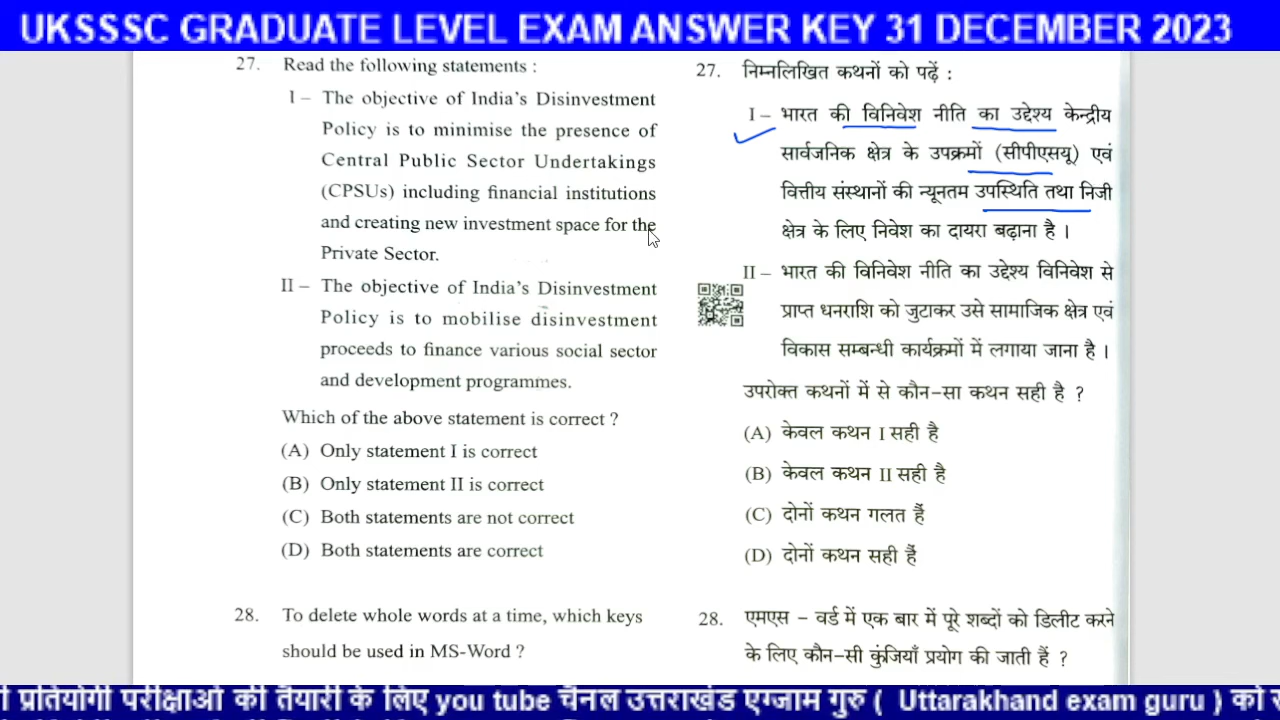 UKSSSC GRADUATE LEVEL EXAM ANSWER KEY 31 DECEMBER 2023
27. Read the following statements :
I – The objective of India's Disinvestment
Policy is to minimise the presence of
Central Public Sector Undertakings
(CPSUs) including financial institutions
and creating new investment space for the
Private Sector.
II – The objective of India's Disinvestment
Policy is to mobilise disinvestment
proceeds to finance various social sector
and development programmes.
Which of the above statement is correct ?
(A) Only statement I is correct
(B) Only statement II is correct
(C) Both statements are not correct
(D) Both statements are correct
28. To delete whole words at a time, which keys
should be used in MS-Word ?
27. निम्नलिखित कथनों को पढ़ें :
I – भारत की विनिवेश नीति का उद्देश्य केन्द्रीय
सार्वजनिक क्षेत्र के उपक्रमों (सीपीएसयू) एवं
वित्तीय संस्थानों की न्यूनतम उपस्थिति तथा निजी
क्षेत्र के लिए निवेश का दायरा बढ़ाना है ।
II – भारत की विनिवेश नीति का उद्देश्य विनिवेश से
प्राप्त धनराशि को जुटाकर उसे सामाजिक क्षेत्र एवं
विकास सम्बन्धी कार्यक्रमों में लगाया जाना है ।
उपरोक्त कथनों में से कौन-सा कथन सही है ?
(A) केवल कथन I सही है
(B) केवल कथन II सही है
(C) दोनों कथन गलत हैं
(D) दोनों कथन सही हैं
28. एमएस – वर्ड में एक बार में पूरे शब्दों को डिलीट करने
के लिए कौन-सी कुंजियाँ प्रयोग की जाती हैं ?
प्रतियोगी परीक्षाओ की तैयारी के लिए you tube चैनल उत्तराखंड एग्जाम गुरु ( Uttarakhand exam guru ) को